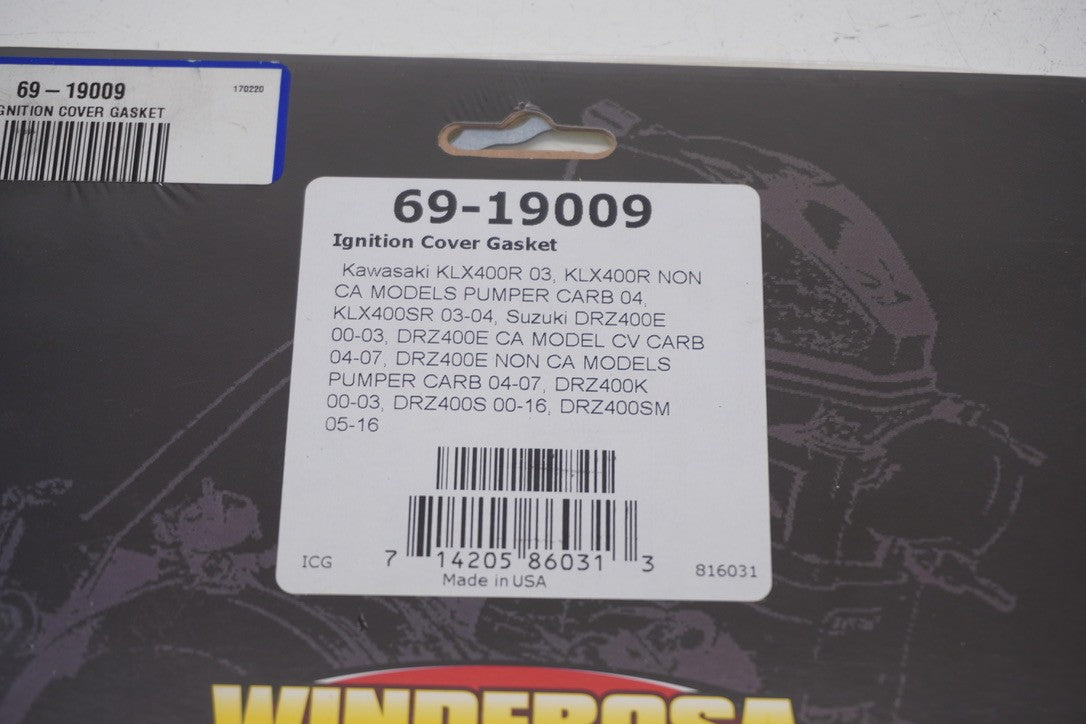 69-19009
170220
GNITION COVER GASKET
69-19009
Ignition Cover Gasket
Kawasaki KLX400R 03, KLX400R NON
CA MODELS PUMPER CARB 04,
KLX400SR 03-04, Suzuki DRZ400E
00-03, DRZ400E CA MODEL CV CARB
04-07, DRZ400E NON CA MODELS
PUMPER CARB 04-07, DRZ400K
00-03, DRZ400S 00-16, DRZ400SM
05-16
ICG
7 14205 86031 3
816031
Made in USA
WINDEROSA